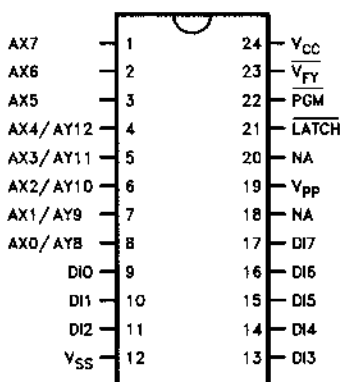 AX7 1 24 VCC
AX6 2 23 VFY
AX5 3 22 PGM
AX4/AY12 4 21 LATCH
AX3/AY11 5 20 NA
AX2/AY10 6 19 VPP
AX1/AY9 7 18 NA
AX0/AY8 8 17 DI7
DI0 9 16 DI6
DI1 10 15 DI5
DI2 11 14 DI4
VSS 12 13 DI3